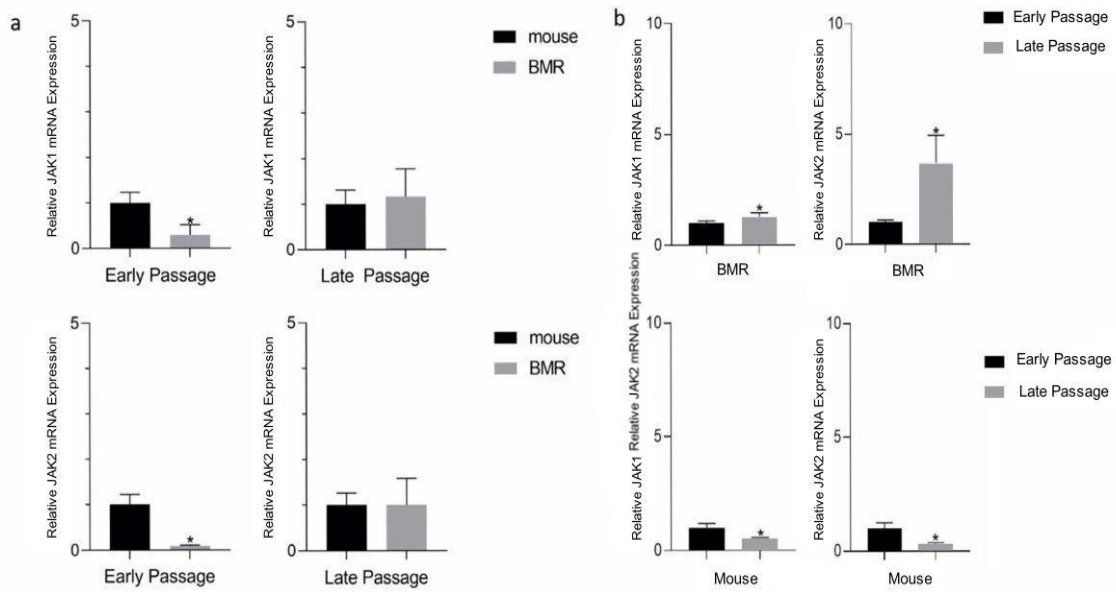 a
Relative JAK1 mRNA Expression
5
0
*
Early Passage
Relative JAK1 mRNA Expression
5
0
Late Passage
mouse
BMR
Relative JAK2 mRNA Expression
5
0
*
Early Passage
Relative JAK2 mRNA Expression
5
0
Late Passage
mouse
BMR
b
Relative JAK1 mRNA Expression
10
5
0
*
BMR
Relative JAK2 mRNA Expression
10
5
0
*
BMR
Early Passage
Late Passage
Relative JAK1 Relative JAK2 mRNA Expression
10
5
0
*
Mouse
Relative JAK2 mRNA Expression
10
5
0
*
Mouse
Early Passage
Late Passage